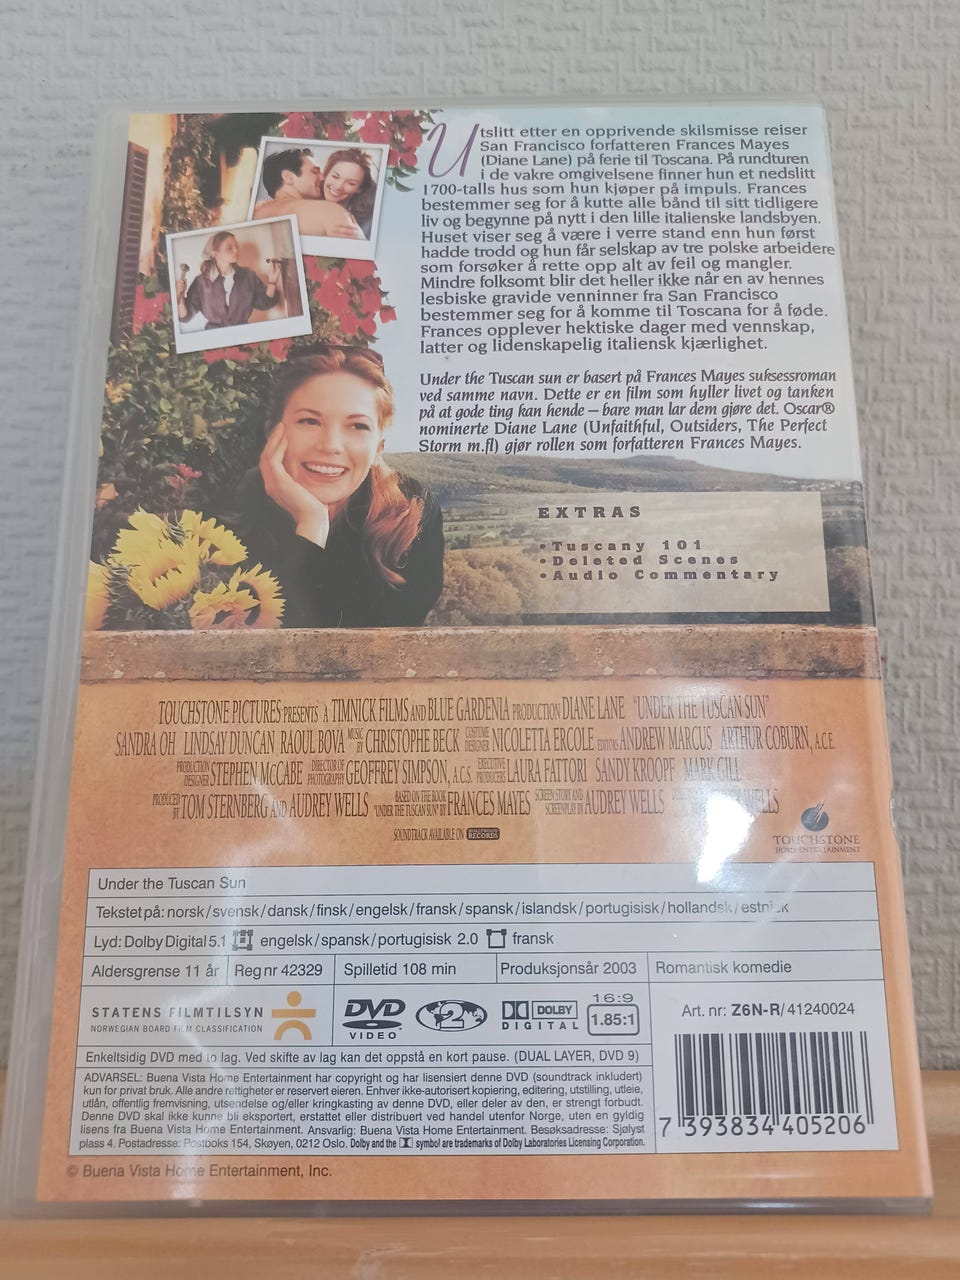 Utslitt etter en opprivende skilsmisse reiser
San Francisco forfatteren Frances Mayes
(Diane Lane) på ferie til Toscana. På rundturen
i de vakre omgivelsene finner hun et nedslitt
1700-talls hus som hun kjøper på impuls. Frances
bestemmer seg for å kutte alle bånd til sitt tidligere
liv og begynne på nytt i den lille italienske landsbyen.
Huset viser seg å være i verre stand enn hun først
hadde trodd og hun får selskap av tre polske arbeidere
som forsøker å rette opp alt av feil og mangler.
Mindre folksomt blir det heller ikke når en av hennes
lesbiske gravide venninner fra San Francisco
bestemmer seg for å komme til Toscana for å føde.
Frances opplever hektiske dager med vennskap,
latter og lidenskapelig italiensk kjærlighet.
Under the Tuscan sun er basert på Frances Mayes suksessroman
ved samme navn. Dette er en film som hyller livet og tanken
på at gode ting kan hende – bare man lar dem gjøre det. Oscar®
nominerte Diane Lane (Unfaithful, Outsiders, The Perfect
Storm m.fl) gjør rollen som forfatteren Frances Mayes.
EXTRAS
• Tuscany 101
• Deleted Scenes
• Audio Commentary
TOUCHSTONE PICTURES PRESENTS A TIMNICK FILMS AND BLUE GARDENIA PRODUCTION DIANE LANE "UNDER THE TUSCAN SUN"
SANDRA OH LINDSAY DUNCAN RAOUL BOVA MUSIC BY CHRISTOPHE BECK COSTUME DESIGNER NICOLETTA ERCOLE EDITORS ANDREW MARCUS ARTHUR COBURN, A.C.E.
PRODUCTION DESIGNER STEPHEN McCABE DIRECTOR OF PHOTOGRAPHY GEOFFREY SIMPSON, A.C.S. EXECUTIVE PRODUCERS LAURA FATTORI SANDY KROOPF MARK GILL
PRODUCED BY TOM STERNBERG AND AUDREY WELLS BASED ON THE BOOK "UNDER THE TUSCAN SUN" BY FRANCES MAYES SCREEN STORY AND SCREENPLAY BY AUDREY WELLS WELLS
SOUNDTRACK AVAILABLE ON HOLLYWOOD RECORDS
TOUCHSTONE
HOME ENTERTAINMENT
Under the Tuscan Sun
Tekstet på: norsk/svensk/dansk/finsk/engelsk/fransk/spansk/islandsk/portugisisk/hollandsk/estnisk
Lyd: Dolby Digital 5.1 engelsk/spansk/portugisisk 2.0 fransk
Aldersgrense 11 år Reg nr 42329 Spilletid 108 min Produksjonsår 2003 Romantisk komedie
STATENS FILMTILSYN
NORWEGIAN BOARD FILM CLASSIFICATION
DVD VIDEO
2
DOLBY DIGITAL
16:9
1.85:1
Art. nr: Z6N-R/41240024
Enkeltsidig DVD med to lag. Ved skifte av lag kan det oppstå en kort pause. (DUAL LAYER, DVD 9)
ADVARSEL: Buena Vista Home Entertainment har copyright og har lisensiert denne DVD (soundtrack inkludert)
kun for privat bruk. Alle andre rettigheter er reservert eieren. Enhver ikke-autorisert kopiering, editering, utstilling, utleie,
utlån, offentlig fremvisning, utsendelse og/eller kringkasting av denne DVD, eller deler av den, er strengt forbudt.
Denne DVD skal ikke kunne bli eksportert, erstattet eller distribuert ved handel utenfor Norge, uten en gyldig
lisens fra Buena Vista Home Entertainment. Ansvarlig: Buena Vista Home Entertainment. Besøksadresse: Sjølyst
plass 4. Postadresse: Postboks 154, Skøyen, 0212 Oslo. Dolby and the symbol are trademarks of Dolby Laboratories Licensing Corporation.
7 393834 405206
© Buena Vista Home Entertainment, Inc.